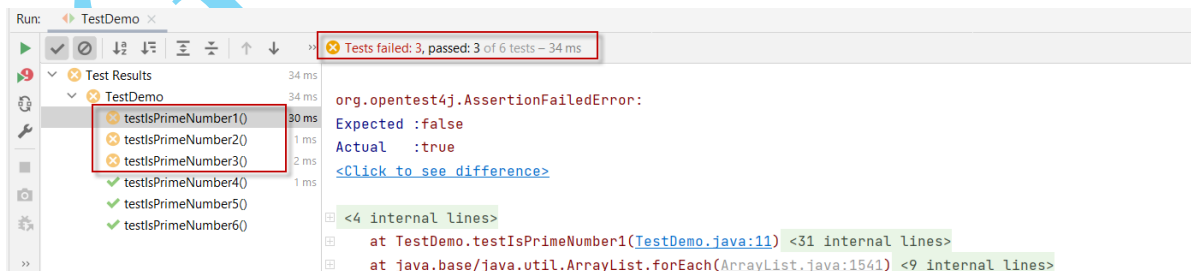 Run: TestDemo
Tests failed: 3, passed: 3 of 6 tests – 34 ms
Test Results 34 ms
TestDemo 34 ms
testIsPrimeNumber1() 30 ms
testIsPrimeNumber2() 1 ms
testIsPrimeNumber3() 2 ms
testIsPrimeNumber4() 1 ms
testIsPrimeNumber5()
testIsPrimeNumber6()
org.opentest4j.AssertionFailedError:
Expected :false
Actual :true
<Click to see difference>
<4 internal lines>
at TestDemo.testIsPrimeNumber1(TestDemo.java:11) <31 internal lines>
at java.base/java.util.ArrayList.forEach(ArrayList.java:1541) <9 internal lines>